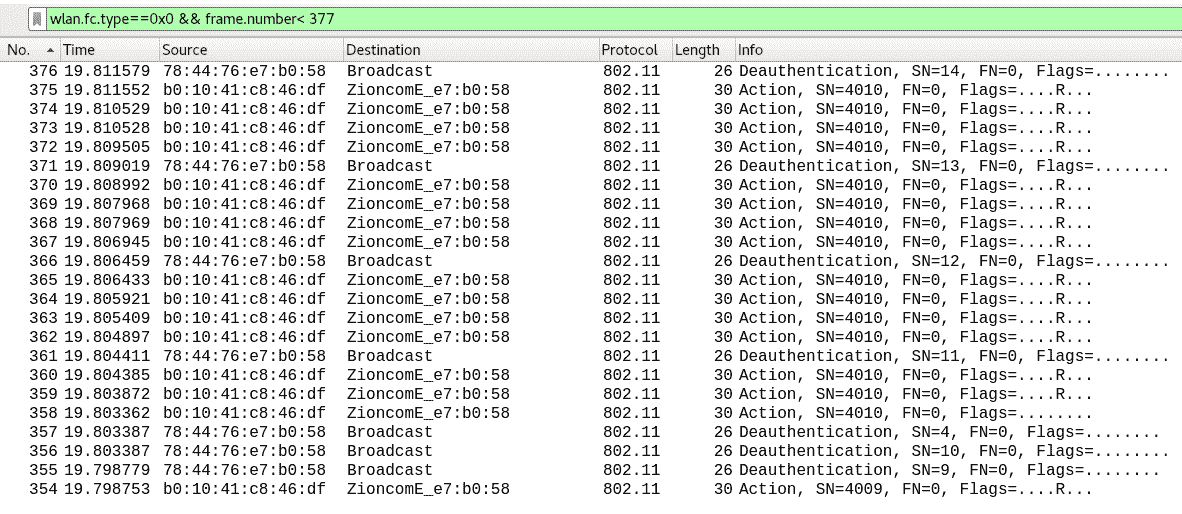 wlan.fc.type==0x0 && frame.number< 377
No. Time Source Destination Protocol Length Info
376 19.811579 78:44:76:e7:b0:58 Broadcast 802.11 26 Deauthentication, SN=14, FN=0, Flags=........
375 19.811552 b0:10:41:c8:46:df ZioncomE_e7:b0:58 802.11 30 Action, SN=4010, FN=0, Flags=....R...
374 19.810529 b0:10:41:c8:46:df ZioncomE_e7:b0:58 802.11 30 Action, SN=4010, FN=0, Flags=....R...
373 19.810528 b0:10:41:c8:46:df ZioncomE_e7:b0:58 802.11 30 Action, SN=4010, FN=0, Flags=....R...
372 19.809505 b0:10:41:c8:46:df ZioncomE_e7:b0:58 802.11 30 Action, SN=4010, FN=0, Flags=....R...
371 19.809019 78:44:76:e7:b0:58 Broadcast 802.11 26 Deauthentication, SN=13, FN=0, Flags=........
370 19.808992 b0:10:41:c8:46:df ZioncomE_e7:b0:58 802.11 30 Action, SN=4010, FN=0, Flags=....R...
369 19.807968 b0:10:41:c8:46:df ZioncomE_e7:b0:58 802.11 30 Action, SN=4010, FN=0, Flags=....R...
368 19.807969 b0:10:41:c8:46:df ZioncomE_e7:b0:58 802.11 30 Action, SN=4010, FN=0, Flags=....R...
367 19.806945 b0:10:41:c8:46:df ZioncomE_e7:b0:58 802.11 30 Action, SN=4010, FN=0, Flags=....R...
366 19.806459 78:44:76:e7:b0:58 Broadcast 802.11 26 Deauthentication, SN=12, FN=0, Flags=........
365 19.806433 b0:10:41:c8:46:df ZioncomE_e7:b0:58 802.11 30 Action, SN=4010, FN=0, Flags=....R...
364 19.805921 b0:10:41:c8:46:df ZioncomE_e7:b0:58 802.11 30 Action, SN=4010, FN=0, Flags=....R...
363 19.805409 b0:10:41:c8:46:df ZioncomE_e7:b0:58 802.11 30 Action, SN=4010, FN=0, Flags=....R...
362 19.804897 b0:10:41:c8:46:df ZioncomE_e7:b0:58 802.11 30 Action, SN=4010, FN=0, Flags=....R...
361 19.804411 78:44:76:e7:b0:58 Broadcast 802.11 26 Deauthentication, SN=11, FN=0, Flags=........
360 19.804385 b0:10:41:c8:46:df ZioncomE_e7:b0:58 802.11 30 Action, SN=4010, FN=0, Flags=....R...
359 19.803872 b0:10:41:c8:46:df ZioncomE_e7:b0:58 802.11 30 Action, SN=4010, FN=0, Flags=....R...
358 19.803362 b0:10:41:c8:46:df ZioncomE_e7:b0:58 802.11 30 Action, SN=4010, FN=0, Flags=........
357 19.803387 78:44:76:e7:b0:58 Broadcast 802.11 26 Deauthentication, SN=4, FN=0, Flags=........
356 19.803387 78:44:76:e7:b0:58 Broadcast 802.11 26 Deauthentication, SN=10, FN=0, Flags=........
355 19.798779 78:44:76:e7:b0:58 Broadcast 802.11 26 Deauthentication, SN=9, FN=0, Flags=........
354 19.798753 b0:10:41:c8:46:df ZioncomE_e7:b0:58 802.11 30 Action, SN=4009, FN=0, Flags=....R...